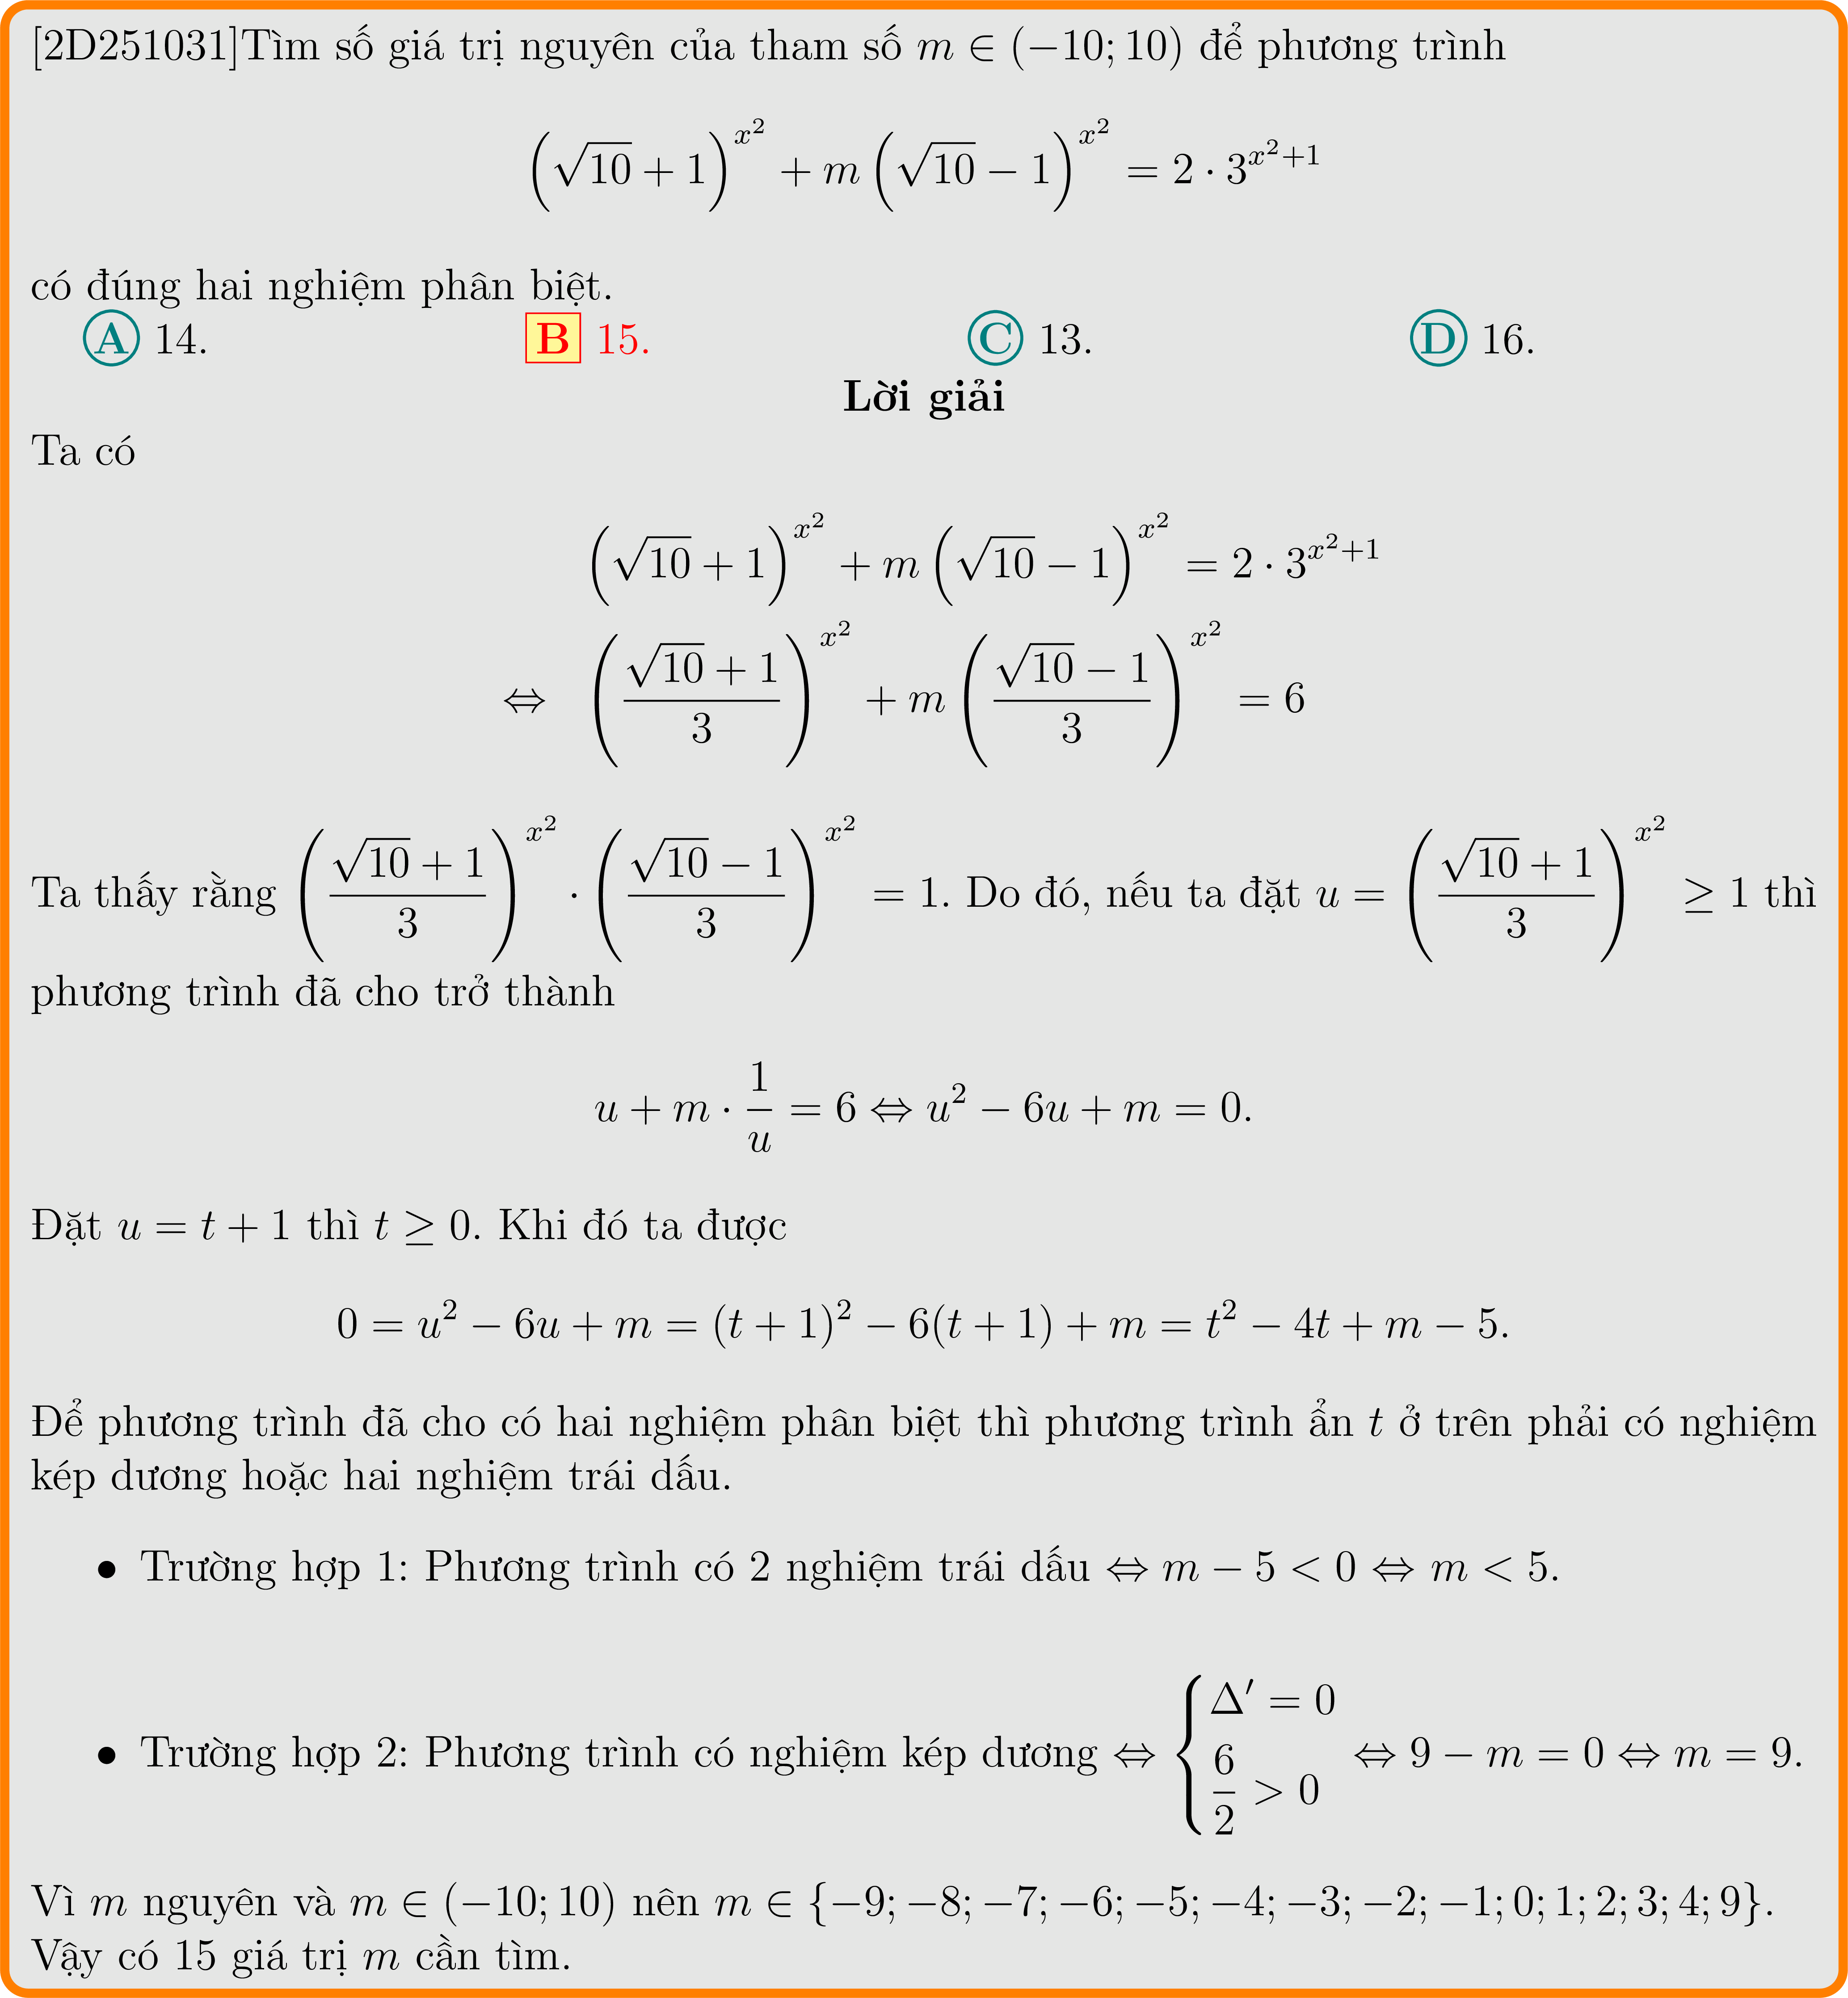 [2D251031]Tìm số giá trị nguyên của tham số $m \in (-10; 10)$ để phương trình
$\left(\sqrt{10}+1\right)^{x^2} + m\left(\sqrt{10}-1\right)^{x^2} = 2 \cdot 3^{x^2+1}$
có đúng hai nghiệm phân biệt.
A 14. B 15. C 13. D 16.
Lời giải
Ta có
$\left(\sqrt{10}+1\right)^{x^2} + m\left(\sqrt{10}-1\right)^{x^2} = 2 \cdot 3^{x^2+1}$
$\Leftrightarrow \left(\frac{\sqrt{10}+1}{3}\right)^{x^2} + m\left(\frac{\sqrt{10}-1}{3}\right)^{x^2} = 6$
Ta thấy rằng $\left(\frac{\sqrt{10}+1}{3}\right)^{x^2} \cdot \left(\frac{\sqrt{10}-1}{3}\right)^{x^2} = 1$. Do đó, nếu ta đặt $u = \left(\frac{\sqrt{10}+1}{3}\right)^{x^2} \geq 1$ thì
phương trình đã cho trở thành
$u + m \cdot \frac{1}{u} = 6 \Leftrightarrow u^2 - 6u + m = 0.$
Đặt $u = t + 1$ thì $t \geq 0$. Khi đó ta được
$0 = u^2 - 6u + m = (t+1)^2 - 6(t+1) + m = t^2 - 4t + m - 5.$
Để phương trình đã cho có hai nghiệm phân biệt thì phương trình ẩn $t$ ở trên phải có nghiệm
kép dương hoặc hai nghiệm trái dấu.
• Trường hợp 1: Phương trình có 2 nghiệm trái dấu $\Leftrightarrow m - 5 < 0 \Leftrightarrow m < 5.$
• Trường hợp 2: Phương trình có nghiệm kép dương $\Leftrightarrow \begin{cases} \Delta' = 0 \\ \frac{6}{2} > 0 \end{cases} \Leftrightarrow 9 - m = 0 \Leftrightarrow m = 9.$
Vì $m$ nguyên và $m \in (-10; 10)$ nên $m \in \{-9; -8; -7; -6; -5; -4; -3; -2; -1; 0; 1; 2; 3; 4; 9\}.$
Vậy có 15 giá trị $m$ cần tìm.